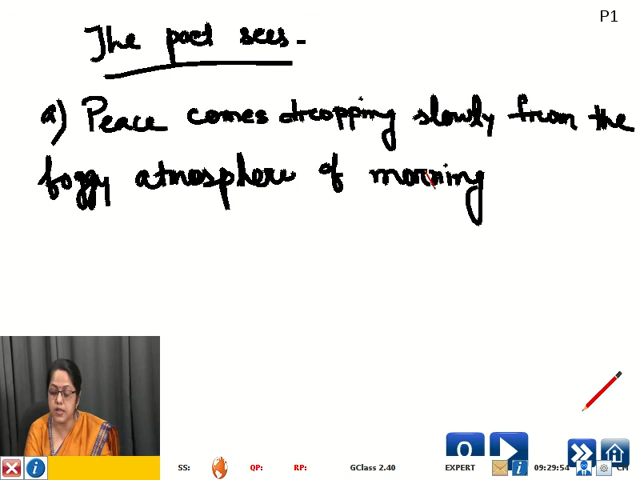 P1
The poet sees -
a) Peace comes dropping slowly from the
foggy atmosphere of morning
SS: QP: RP: GClass 2.40 EXPERT 09:29:54 CM